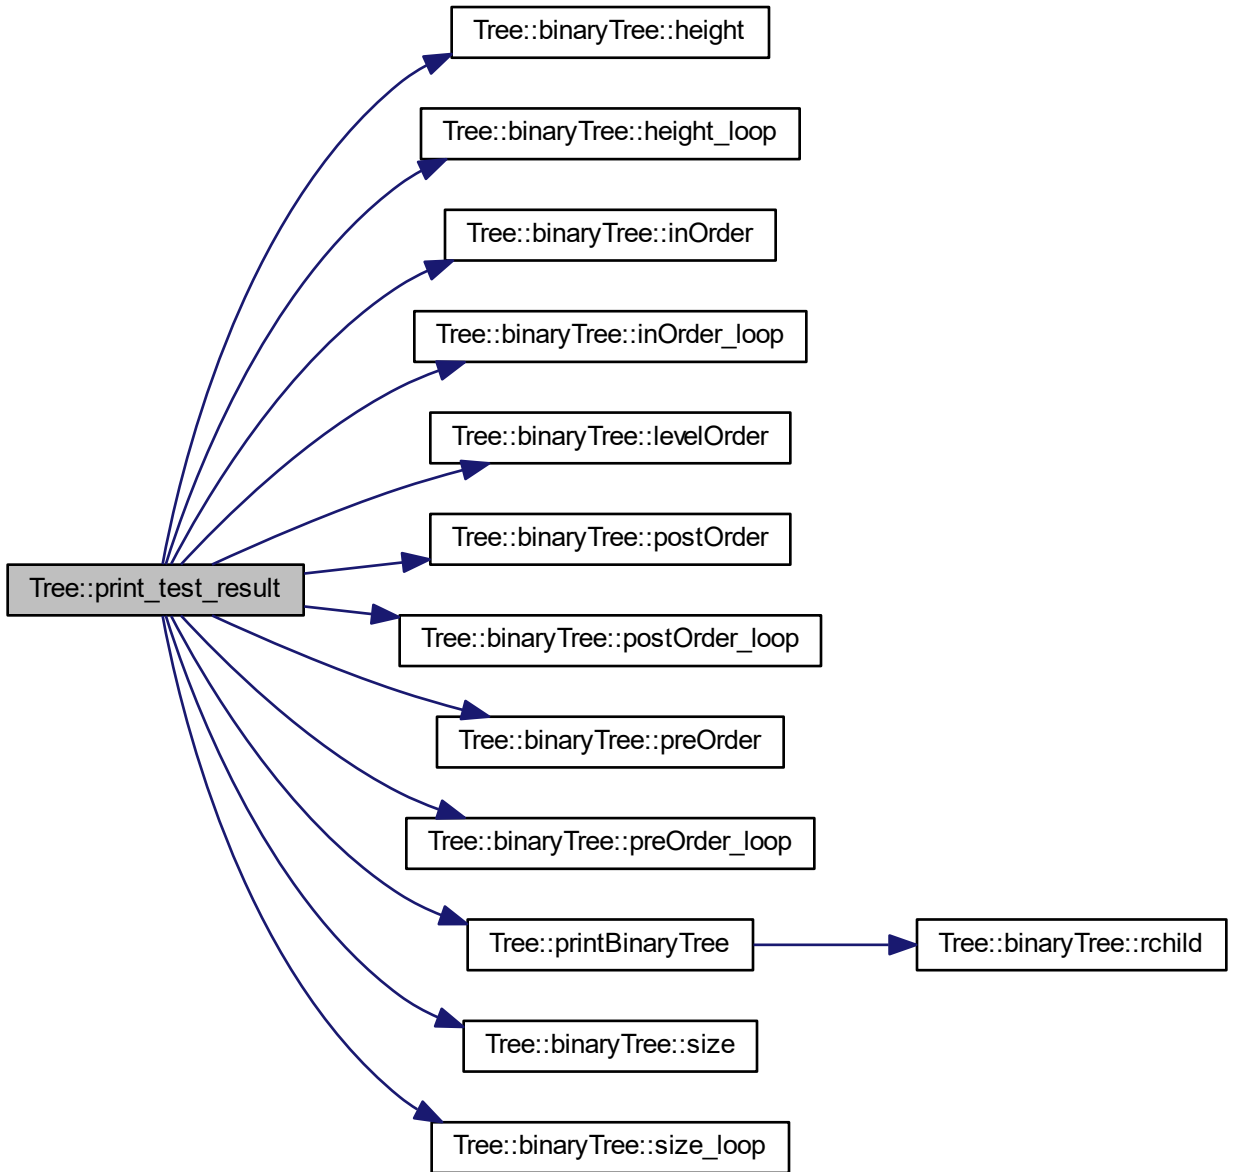 Tree::binaryTree::height
Tree::binaryTree::height_loop
Tree::binaryTree::inOrder
Tree::binaryTree::inOrder_loop
Tree::binaryTree::levelOrder
Tree::binaryTree::postOrder
Tree::print_test_result
Tree::binaryTree::postOrder_loop
Tree::binaryTree::preOrder
Tree::binaryTree::preOrder_loop
Tree::printBinaryTree
Tree::binaryTree::rchild
Tree::binaryTree::size
Tree::binaryTree::size_loop